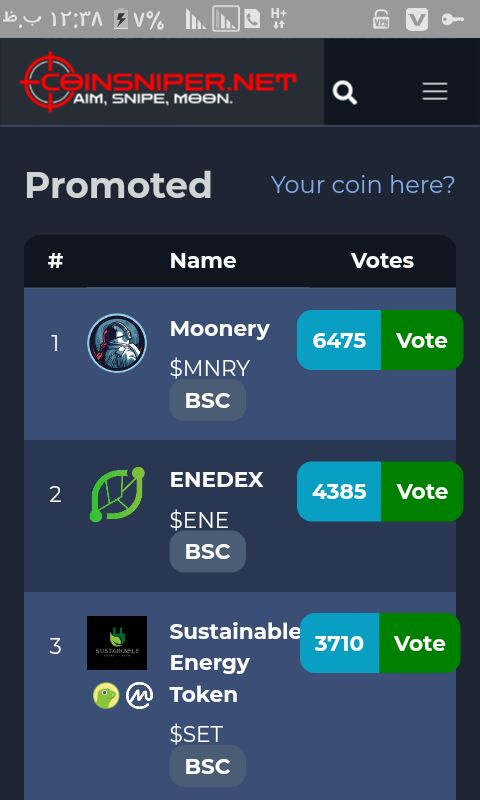 ۱۲:۳۸ ب.ظ
۷%
H+
VPN
V
COINSNIPER.NET
AIM, SNIPE, MOON.
Promoted
Your coin here?
# Name Votes
1 Moonery 6475 Vote
$MNRY
BSC
2 ENEDEX 4385 Vote
$ENE
BSC
3 Sustainable 3710 Vote
SUSTAINABLE
Energy
Token
$SET
BSC